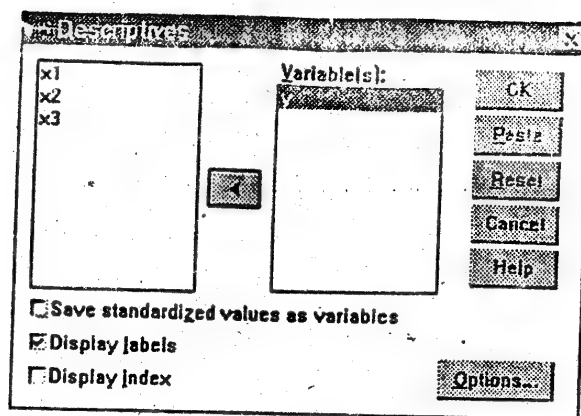 Descriptives
x1
x2
x3
Variable(s):
y
OK
Paste
Reset
Cancel
Help
Save standardized values as variables
Display labels
Display index
Options...